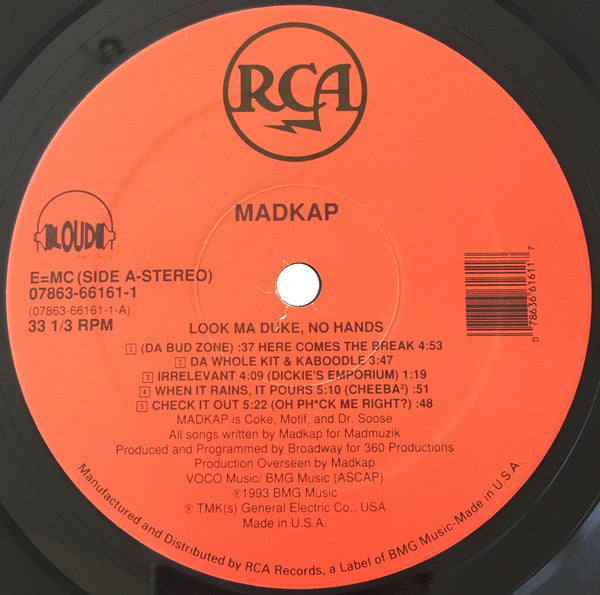 RCA
MADKAP
LOUD
E=MC (SIDE A-STEREO)
07863-66161-1
(07863-66161-1-A)
33 1/3 RPM
0 78636 61611 7
LOOK MA DUKE, NO HANDS
1 (DA BUD ZONE) :37 HERE COMES THE BREAK 4:53
2 DA WHOLE KIT & KABOODLE 3:47
3 IRRELEVANT 4:09 (DICKIE'S EMPORIUM) 1:19
4 WHEN IT RAINS, IT POURS 5:10 (CHEEBA²) :51
5 CHECK IT OUT 5:22 (OH PH*CK ME RIGHT?) :48
MADKAP is Coke, Motif, and Dr. Soose
All songs written by Madkap for Madmuzik
Produced and Programmed by Broadway for 360 Productions
Production Overseen by Madkap
VOCO Music/ BMG Music (ASCAP)
℗1993 BMG Music
® TMK(s) General Electric Co., USA
Made in U.S.A.
Manufactured and Distributed by RCA Records, a Label of BMG Music-Made in U.S.A.